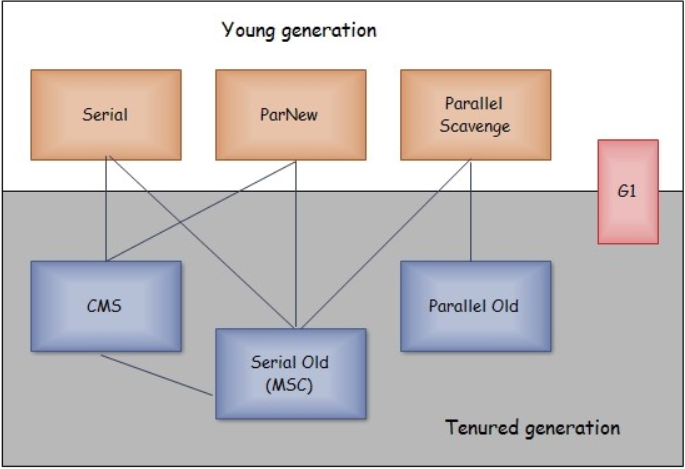 Young generation
Serial
ParNew
Parallel
Scavenge
G1
CMS
Parallel Old
Serial Old
(MSC)
Tenured generation